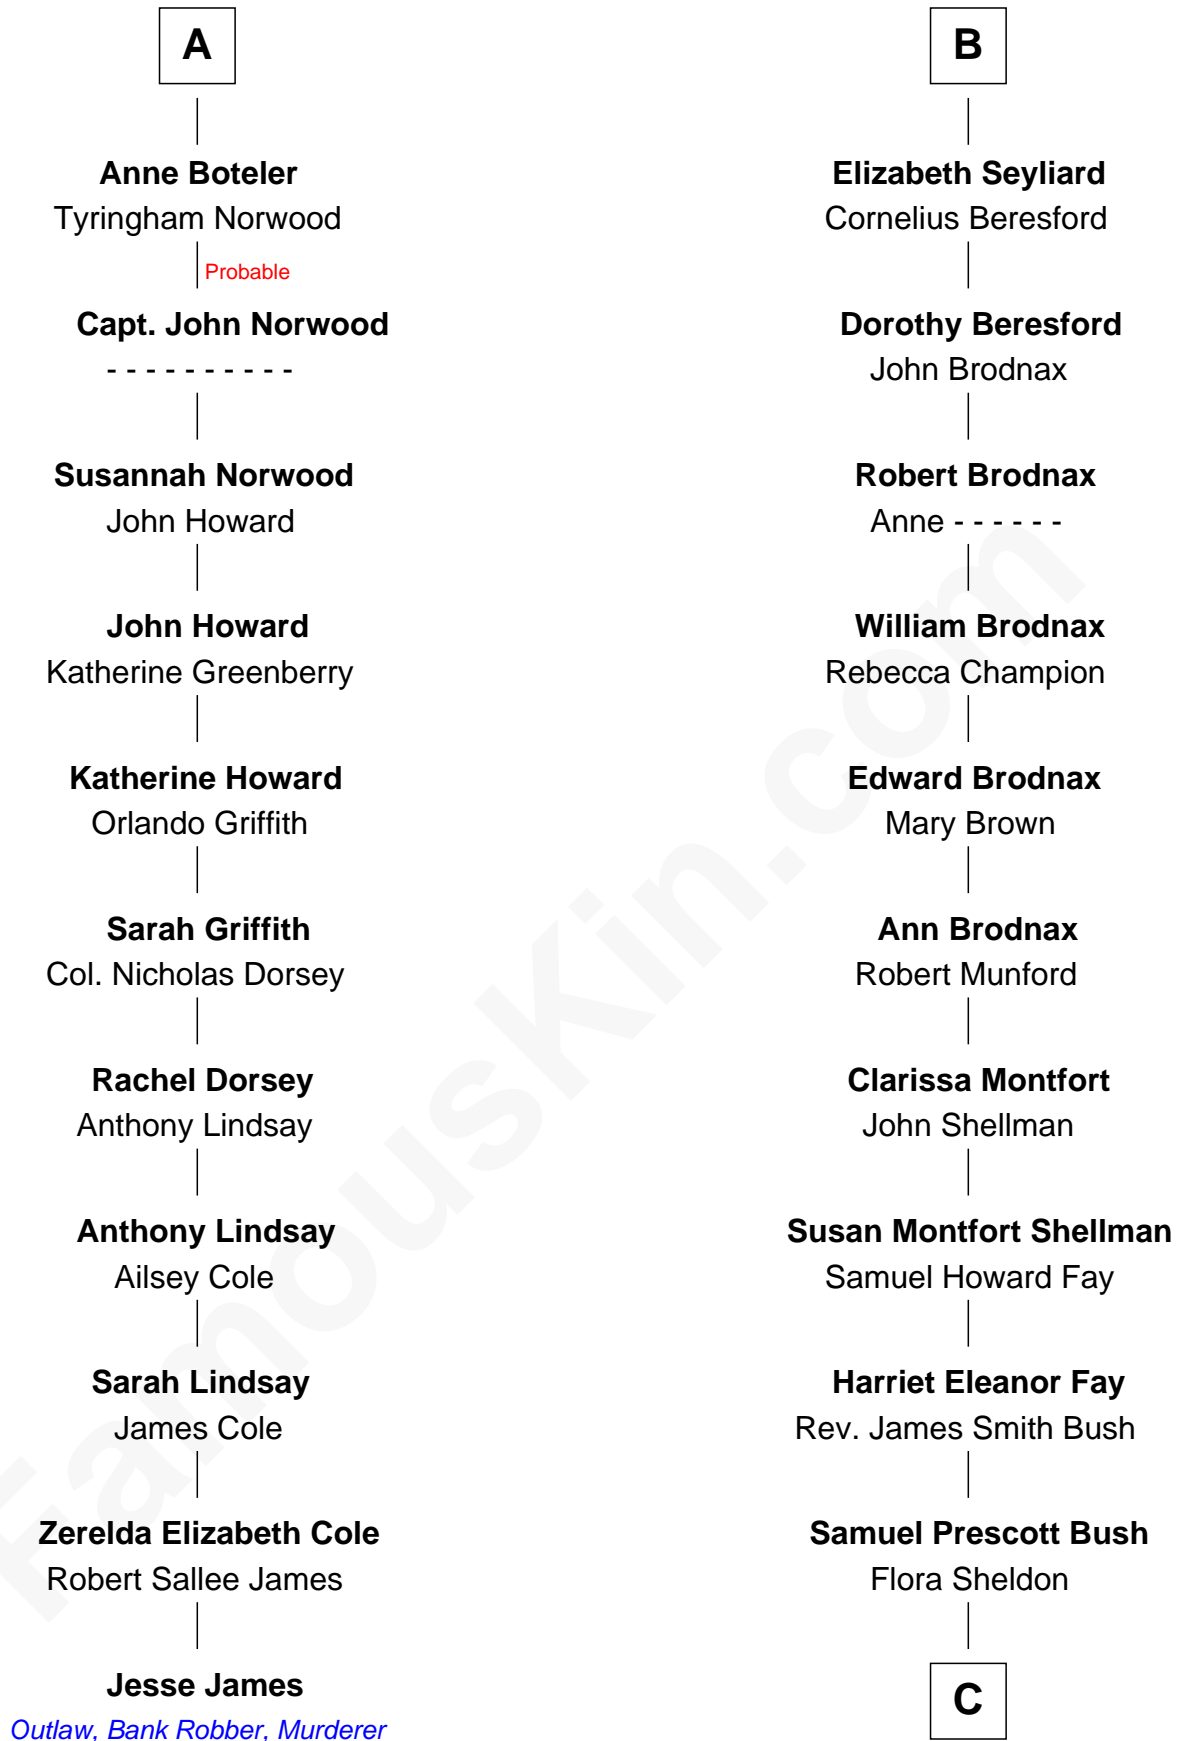 A
Anne Boteler
Tyringham Norwood
Probable
Capt. John Norwood
- - - - - - - - - -
Susannah Norwood
John Howard
John Howard
Katherine Greenberry
Katherine Howard
Orlando Griffith
Sarah Griffith
Col. Nicholas Dorsey
Rachel Dorsey
Anthony Lindsay
Anthony Lindsay
Ailsey Cole
Sarah Lindsay
James Cole
Zerelda Elizabeth Cole
Robert Sallee James
Jesse James
Outlaw, Bank Robber, Murderer
B
Elizabeth Seyliard
Cornelius Beresford
Dorothy Beresford
John Brodnax
Robert Brodnax
Anne - - - - - -
William Brodnax
Rebecca Champion
Edward Brodnax
Mary Brown
Ann Brodnax
Robert Munford
Clarissa Montfort
John Shellman
Susan Montfort Shellman
Samuel Howard Fay
Harriet Eleanor Fay
Rev. James Smith Bush
Samuel Prescott Bush
Flora Sheldon
C
FamousKin.com